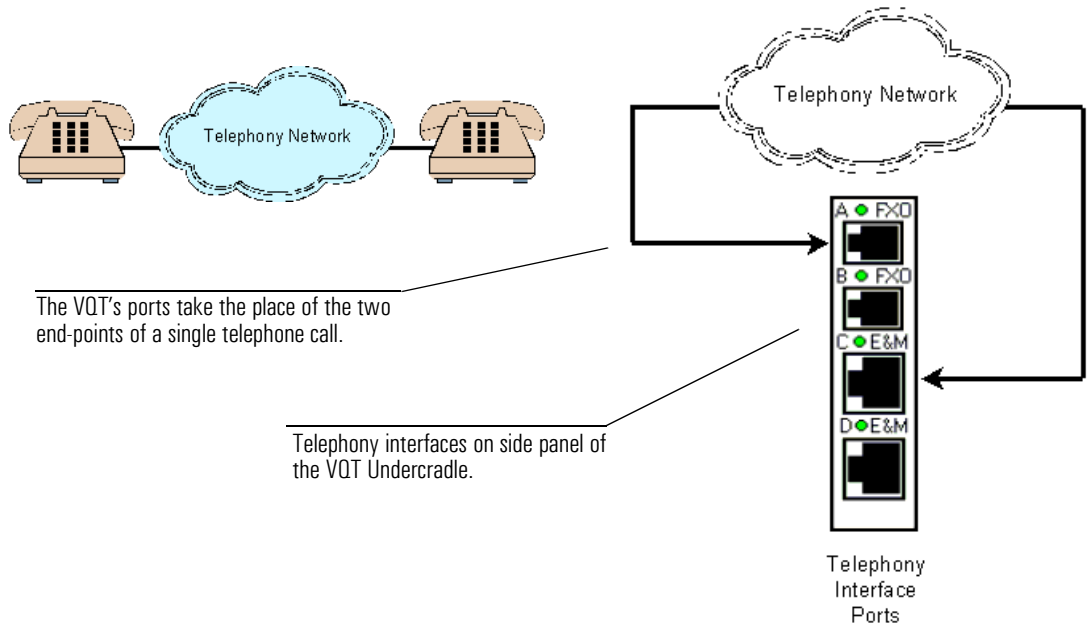 Telephony Network
Telephony Network
The VQT's ports take the place of the two
end-points of a single telephone call.
Telephony interfaces on side panel of
the VQT Undercradle.
A FXO
B FXO
C E&M
D E&M
Telephony
Interface
Ports